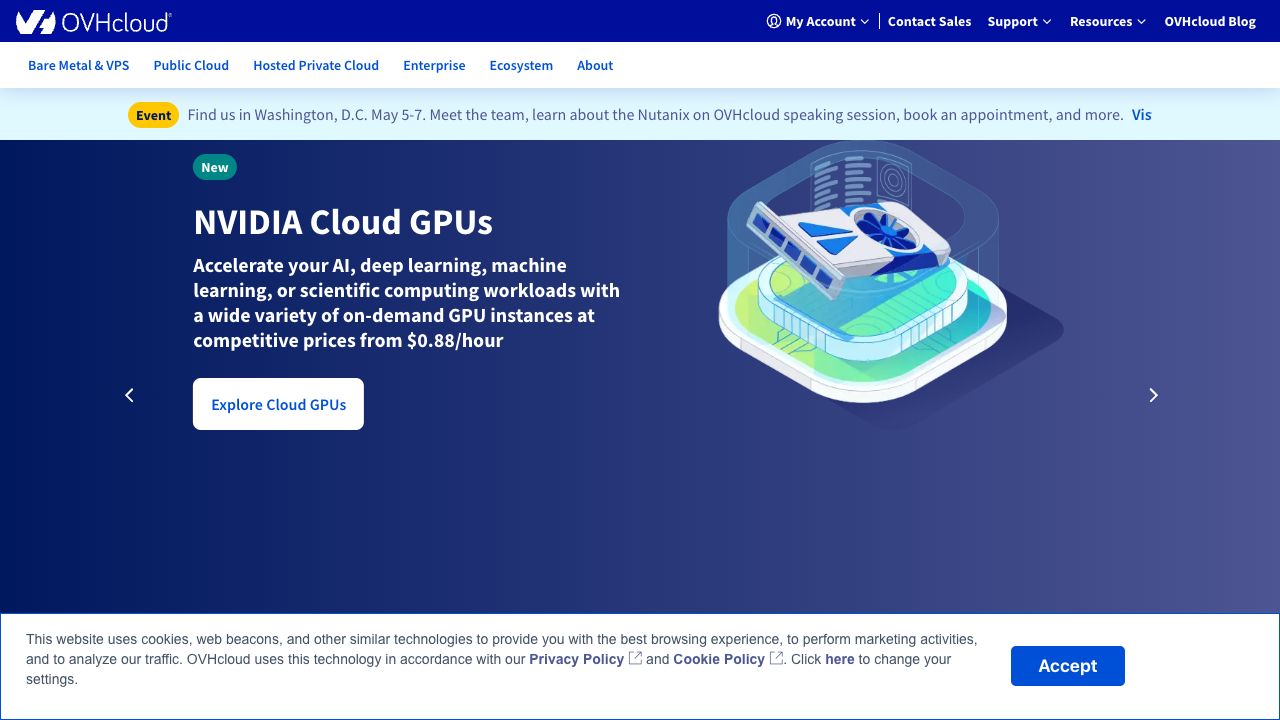 OVHcloud
My Account
Contact Sales
Support
Resources
OVHcloud Blog
Bare Metal & VPS
Public Cloud
Hosted Private Cloud
Enterprise
Ecosystem
About
Event Find us in Washington, D.C. May 5-7. Meet the team, learn about the Nutanix on OVHcloud speaking session, book an appointment, and more. Vis
New
NVIDIA Cloud GPUs
Accelerate your AI, deep learning, machine
learning, or scientific computing workloads with
a wide variety of on-demand GPU instances at
competitive prices from $0.88/hour
Explore Cloud GPUs
This website uses cookies, web beacons, and other similar technologies to provide you with the best browsing experience, to perform marketing activities,
and to analyze our traffic. OVHcloud uses this technology in accordance with our Privacy Policy and Cookie Policy. Click here to change your
settings.
Accept